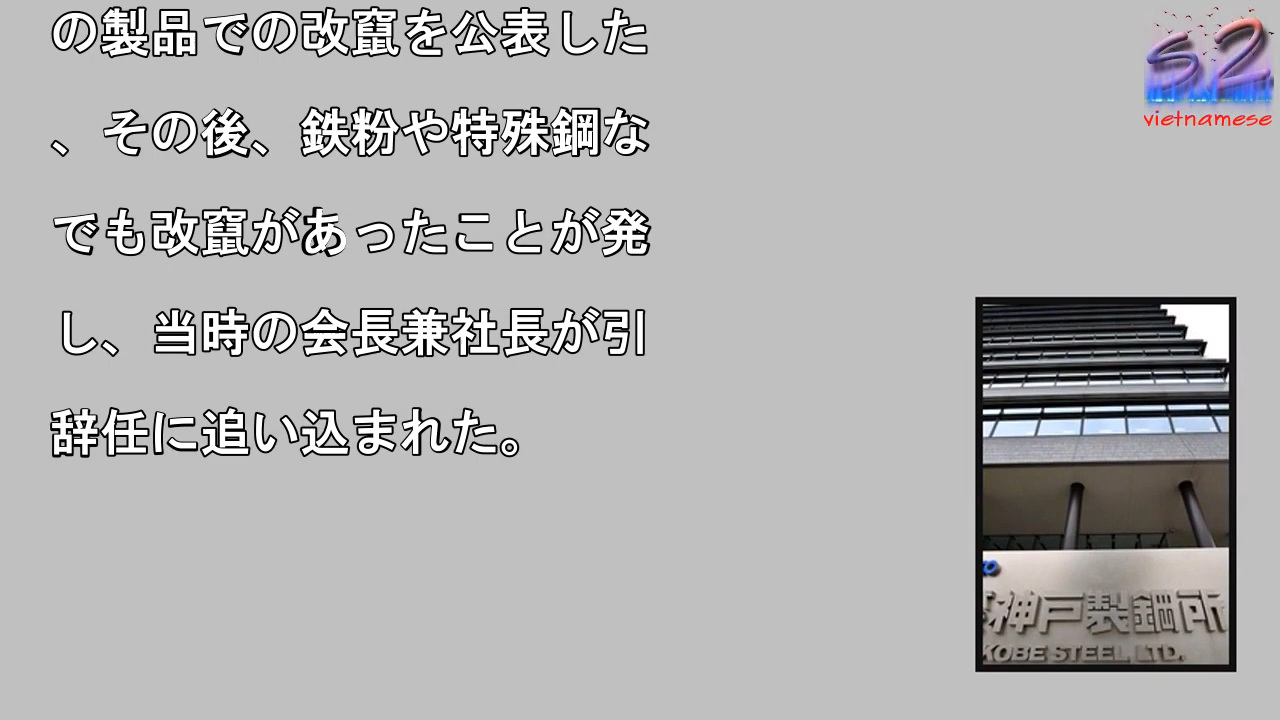 の製品での改竄を公表した
、その後、鉄粉や特殊鋼な
でも改竄があったことが発
し、当時の会長兼社長が引
辞任に追い込まれた。
s2
vietnamese
神戸製鋼所
KOBE STEEL, LTD.